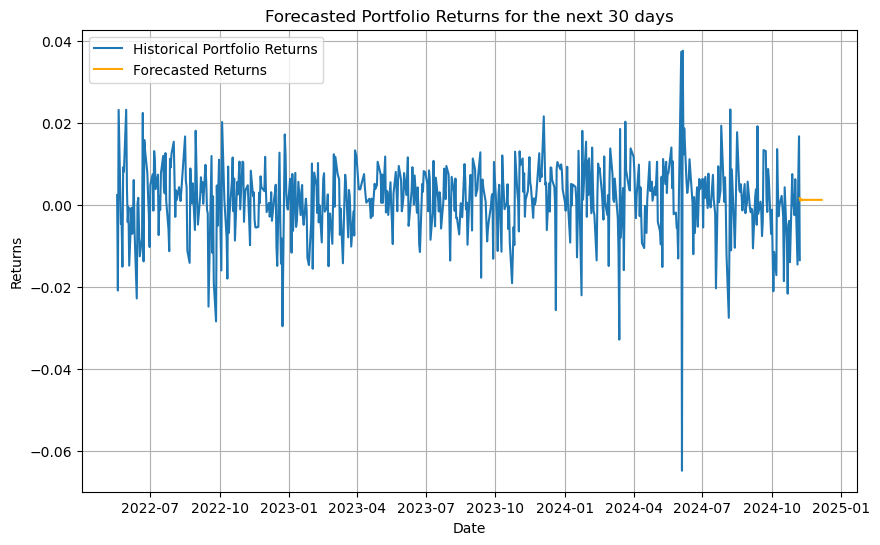 Forecasted Portfolio Returns for the next 30 days
Historical Portfolio Returns
Forecasted Returns
0.04
0.02
0.00
−0.02
−0.04
−0.06
Returns
2022-07 2022-10 2023-01 2023-04 2023-07 2023-10 2024-01 2024-04 2024-07 2024-10 2025-01
Date